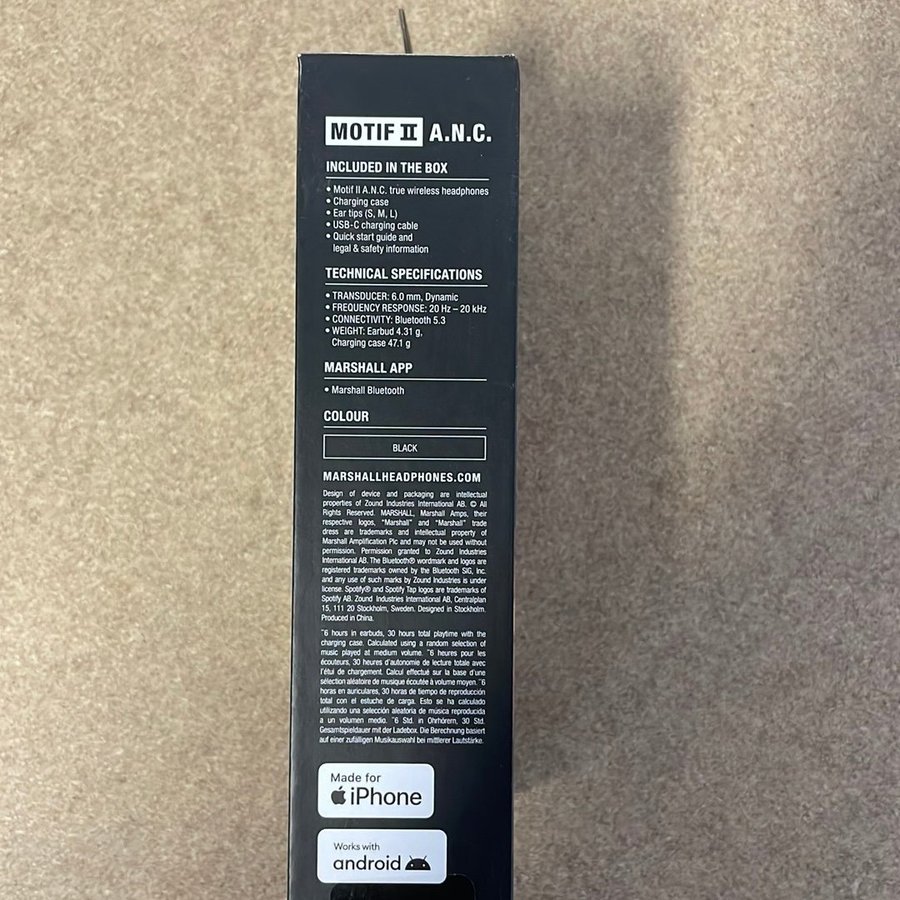 MOTIF II A.N.C.
INCLUDED IN THE BOX
• Motif II A.N.C. true wireless headphones
• Charging case
• Ear tips (S, M, L)
• USB-C charging cable
• Quick start guide and
legal & safety information
TECHNICAL SPECIFICATIONS
• TRANSDUCER: 6.0 mm, Dynamic
• FREQUENCY RESPONSE: 20 Hz – 20 kHz
• CONNECTIVITY: Bluetooth 5.3
• WEIGHT: Earbud 4.31 g,
Charging case 47.1 g
MARSHALL APP
• Marshall Bluetooth
COLOUR
BLACK
MARSHALLHEADPHONES.COM
Design of device and packaging are intellectual
properties of Zound Industries International AB. © All
Rights Reserved. MARSHALL, Marshall Amps, their
respective logos, “Marshall” and “Marshall” trade
dress are trademarks and intellectual property of
Marshall Amplification Plc and may not be used without
permission. Permission granted to Zound Industries
International AB. The Bluetooth® wordmark and logos are
registered trademarks owned by the Bluetooth SIG, Inc.
and any use of such marks by Zound Industries is under
license. Spotify® and Spotify Tap logos are trademarks of
Spotify AB. Zound Industries International AB, Centralplan
15, 111 20 Stockholm, Sweden. Designed in Stockholm.
Produced in China.
~6 hours in earbuds, 30 hours total playtime with the
charging case. Calculated using a random selection of
music played at medium volume. ~6 heures pour les
écouteurs, 30 heures d'autonomie de lecture totale avec
l'étui de chargement. Calcul effectué sur la base d'une
sélection aléatoire de musique écoutée à volume moyen. ~6
horas en auriculares, 30 horas de tiempo de reproducción
total con el estuche de carga. Esto se ha calculado
utilizando una selección aleatoria de música reproducida
a un volumen medio. ~6 Std. in Ohrhörern, 30 Std.
Gesamtspieldauer mit der Ladebox. Die Berechnung basiert
auf einer zufälligen Musikauswahl bei mittlerer Lautstärke.
Made for
iPhone
Works with
android